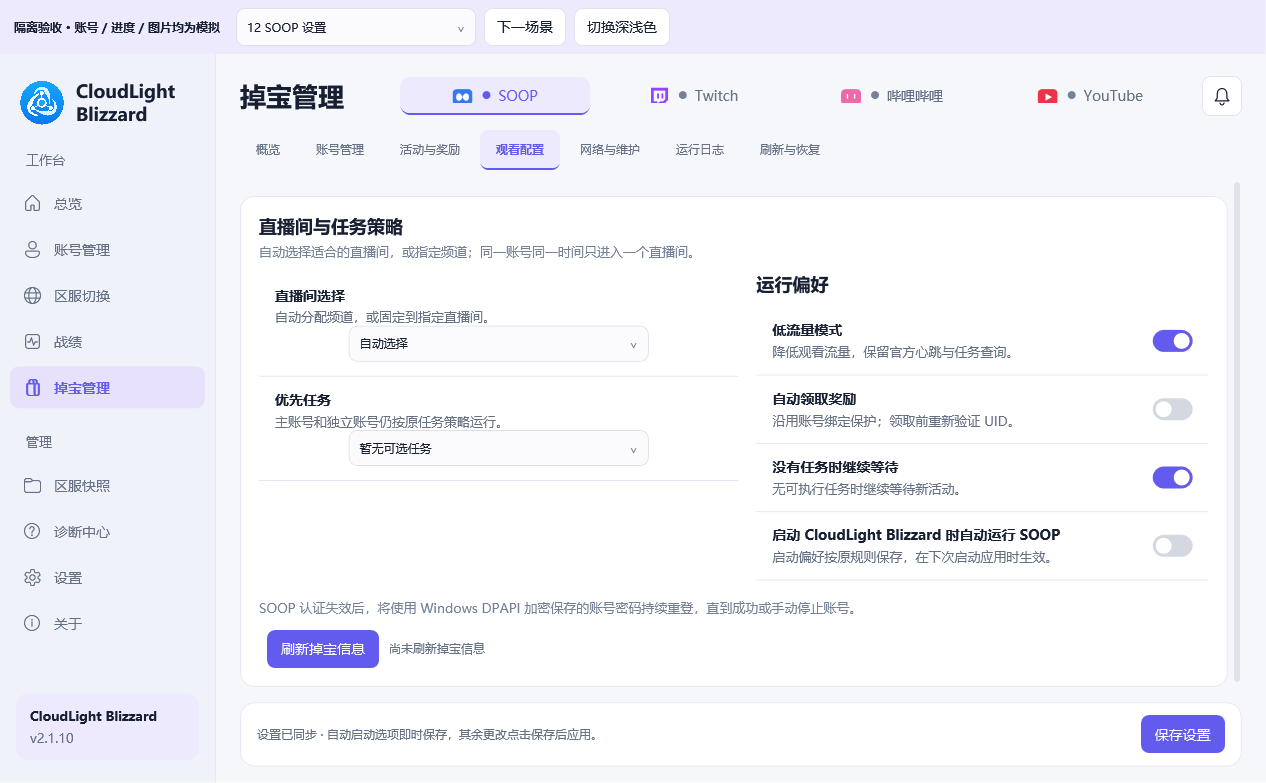 隔离验收 • 账号 / 进度 / 图片均为模拟
12 SOOP 设置
下一场景
切换深浅色
CloudLight Blizzard
工作台
总览
账号管理
区服切换
战绩
掉宝管理
管理
区服快照
诊断中心
设置
关于
CloudLight Blizzard
v2.1.10
掉宝管理
SOOP
Twitch
哔哩哔哩
YouTube
概览
账号管理
活动与奖励
观看配置
网络与维护
运行日志
刷新与恢复
直播间与任务策略
自动选择适合的直播间，或指定频道；同一账号同一时间只进入一个直播间。
直播间选择
自动分配频道，或固定到指定直播间。
自动选择
优先任务
主账号和独立账号仍按原任务策略运行。
暂无可选任务
运行偏好
低流量模式
降低观看流量，保留官方心跳与任务查询。
自动领取奖励
沿用账号绑定保护；领取前重新验证 UID。
没有任务时继续等待
无可执行任务时继续等待新活动。
启动 CloudLight Blizzard 时自动运行 SOOP
启动偏好按原规则保存，在下次启动应用时生效。
SOOP 认证失效后，将使用 Windows DPAPI 加密保存的账号密码持续重登，直到成功或手动停止账号。
刷新掉宝信息
尚未刷新掉宝信息
设置已同步 · 自动启动选项即时保存，其余更改点击保存后应用。
保存设置